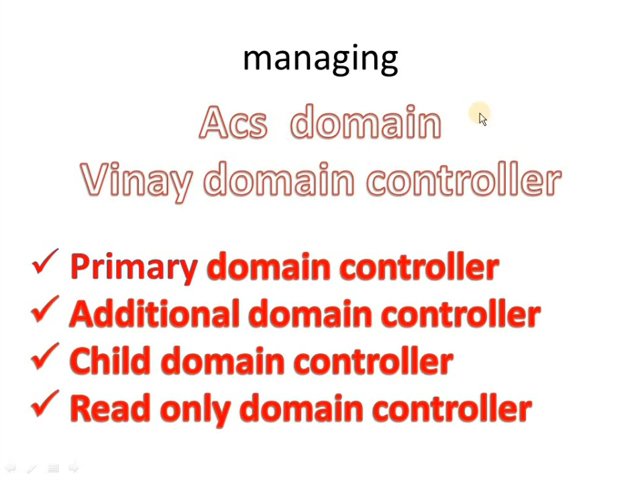 managing
Acs domain
Vinay domain controller
Primary domain controller
Additional domain controller
Child domain controller
Read only domain controller